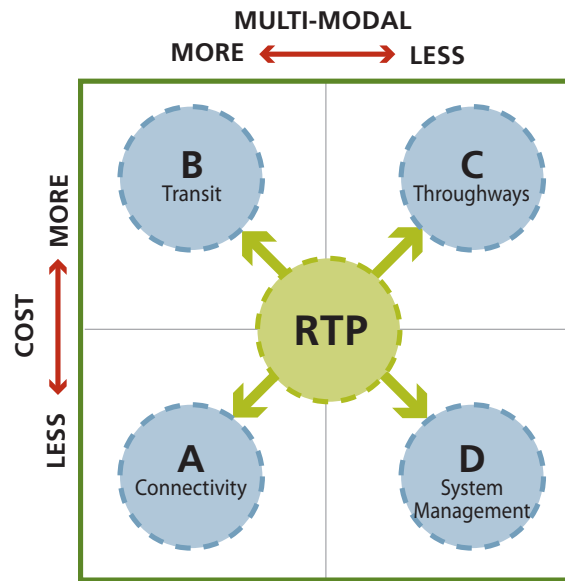 MULTI-MODAL
MORE LESS
COST
LESS MORE
B
Transit
C
Throughways
RTP
A
Connectivity
D
System
Management